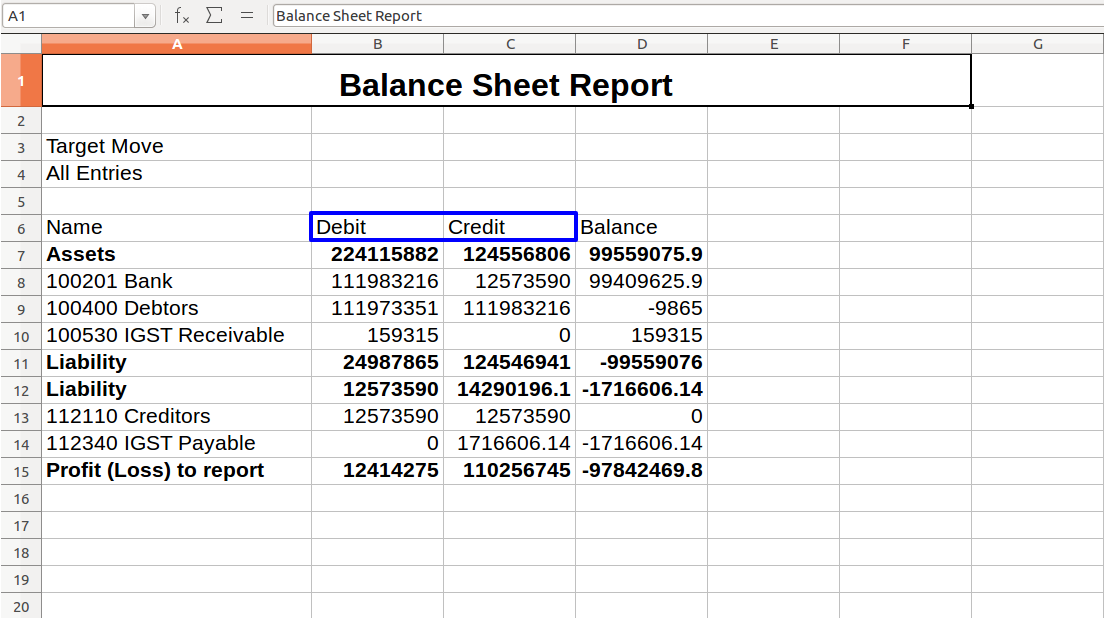 A1 fx Σ = Balance Sheet Report
A B C D E F G
1 Balance Sheet Report
2
3 Target Move
4 All Entries
5
6 Name Debit Credit Balance
7 Assets 224115882 124556806 99559075.9
8 100201 Bank 111983216 12573590 99409625.9
9 100400 Debtors 111973351 111983216 -9865
10 100530 IGST Receivable 159315 0 159315
11 Liability 24987865 124546941 -99559076
12 Liability 12573590 14290196.1 -1716606.14
13 112110 Creditors 12573590 12573590 0
14 112340 IGST Payable 0 1716606.14 -1716606.14
15 Profit (Loss) to report 12414275 110256745 -97842469.8
16
17
18
19
20